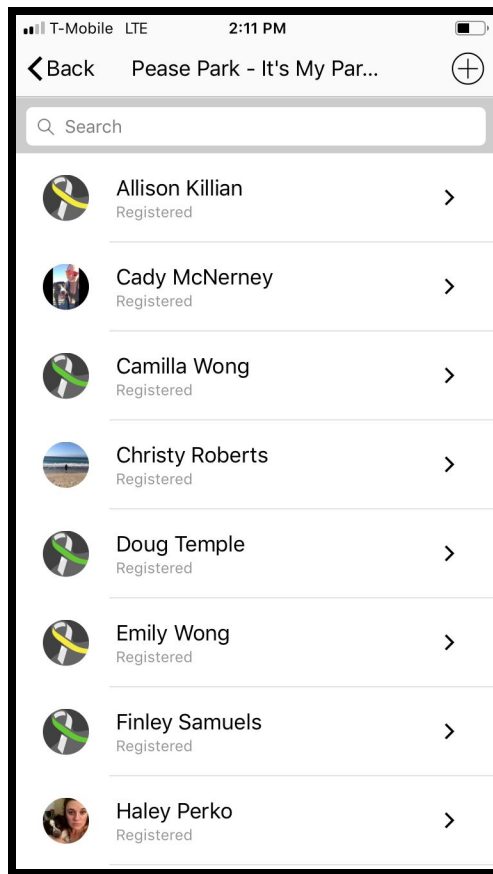 T-Mobile LTE 2:11 PM
Back Pease Park - It's My Par...
Search
Allison Killian
Registered
Cady McNerney
Registered
Camilla Wong
Registered
Christy Roberts
Registered
Doug Temple
Registered
Emily Wong
Registered
Finley Samuels
Registered
Haley Perko
Registered